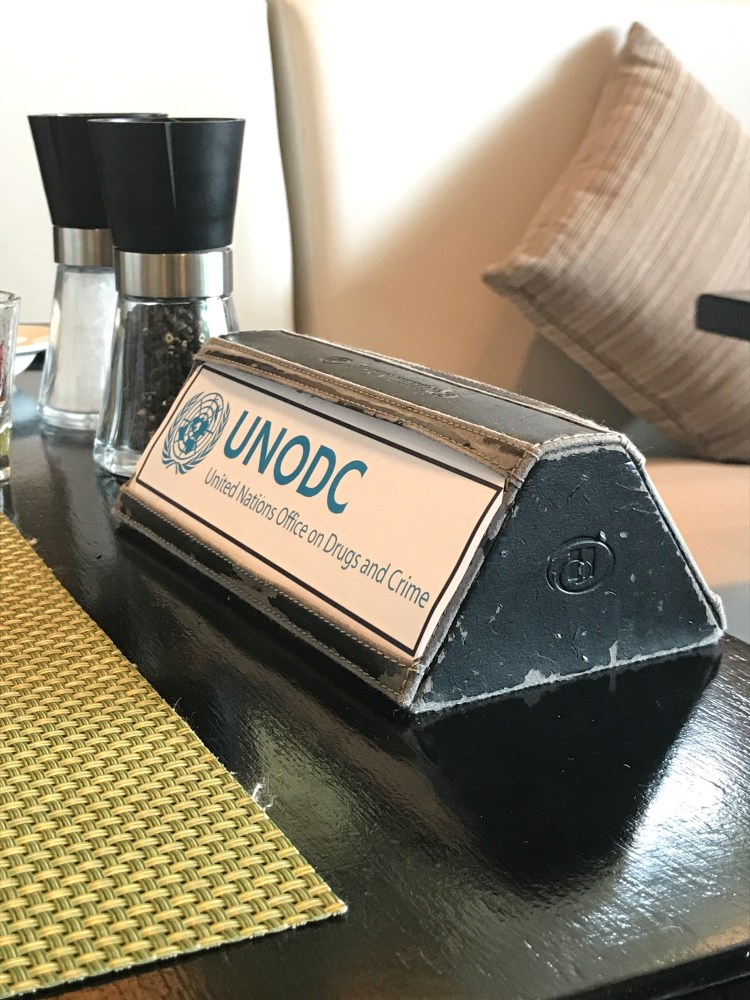 UNODC
United Nations Office on Drugs and Crime